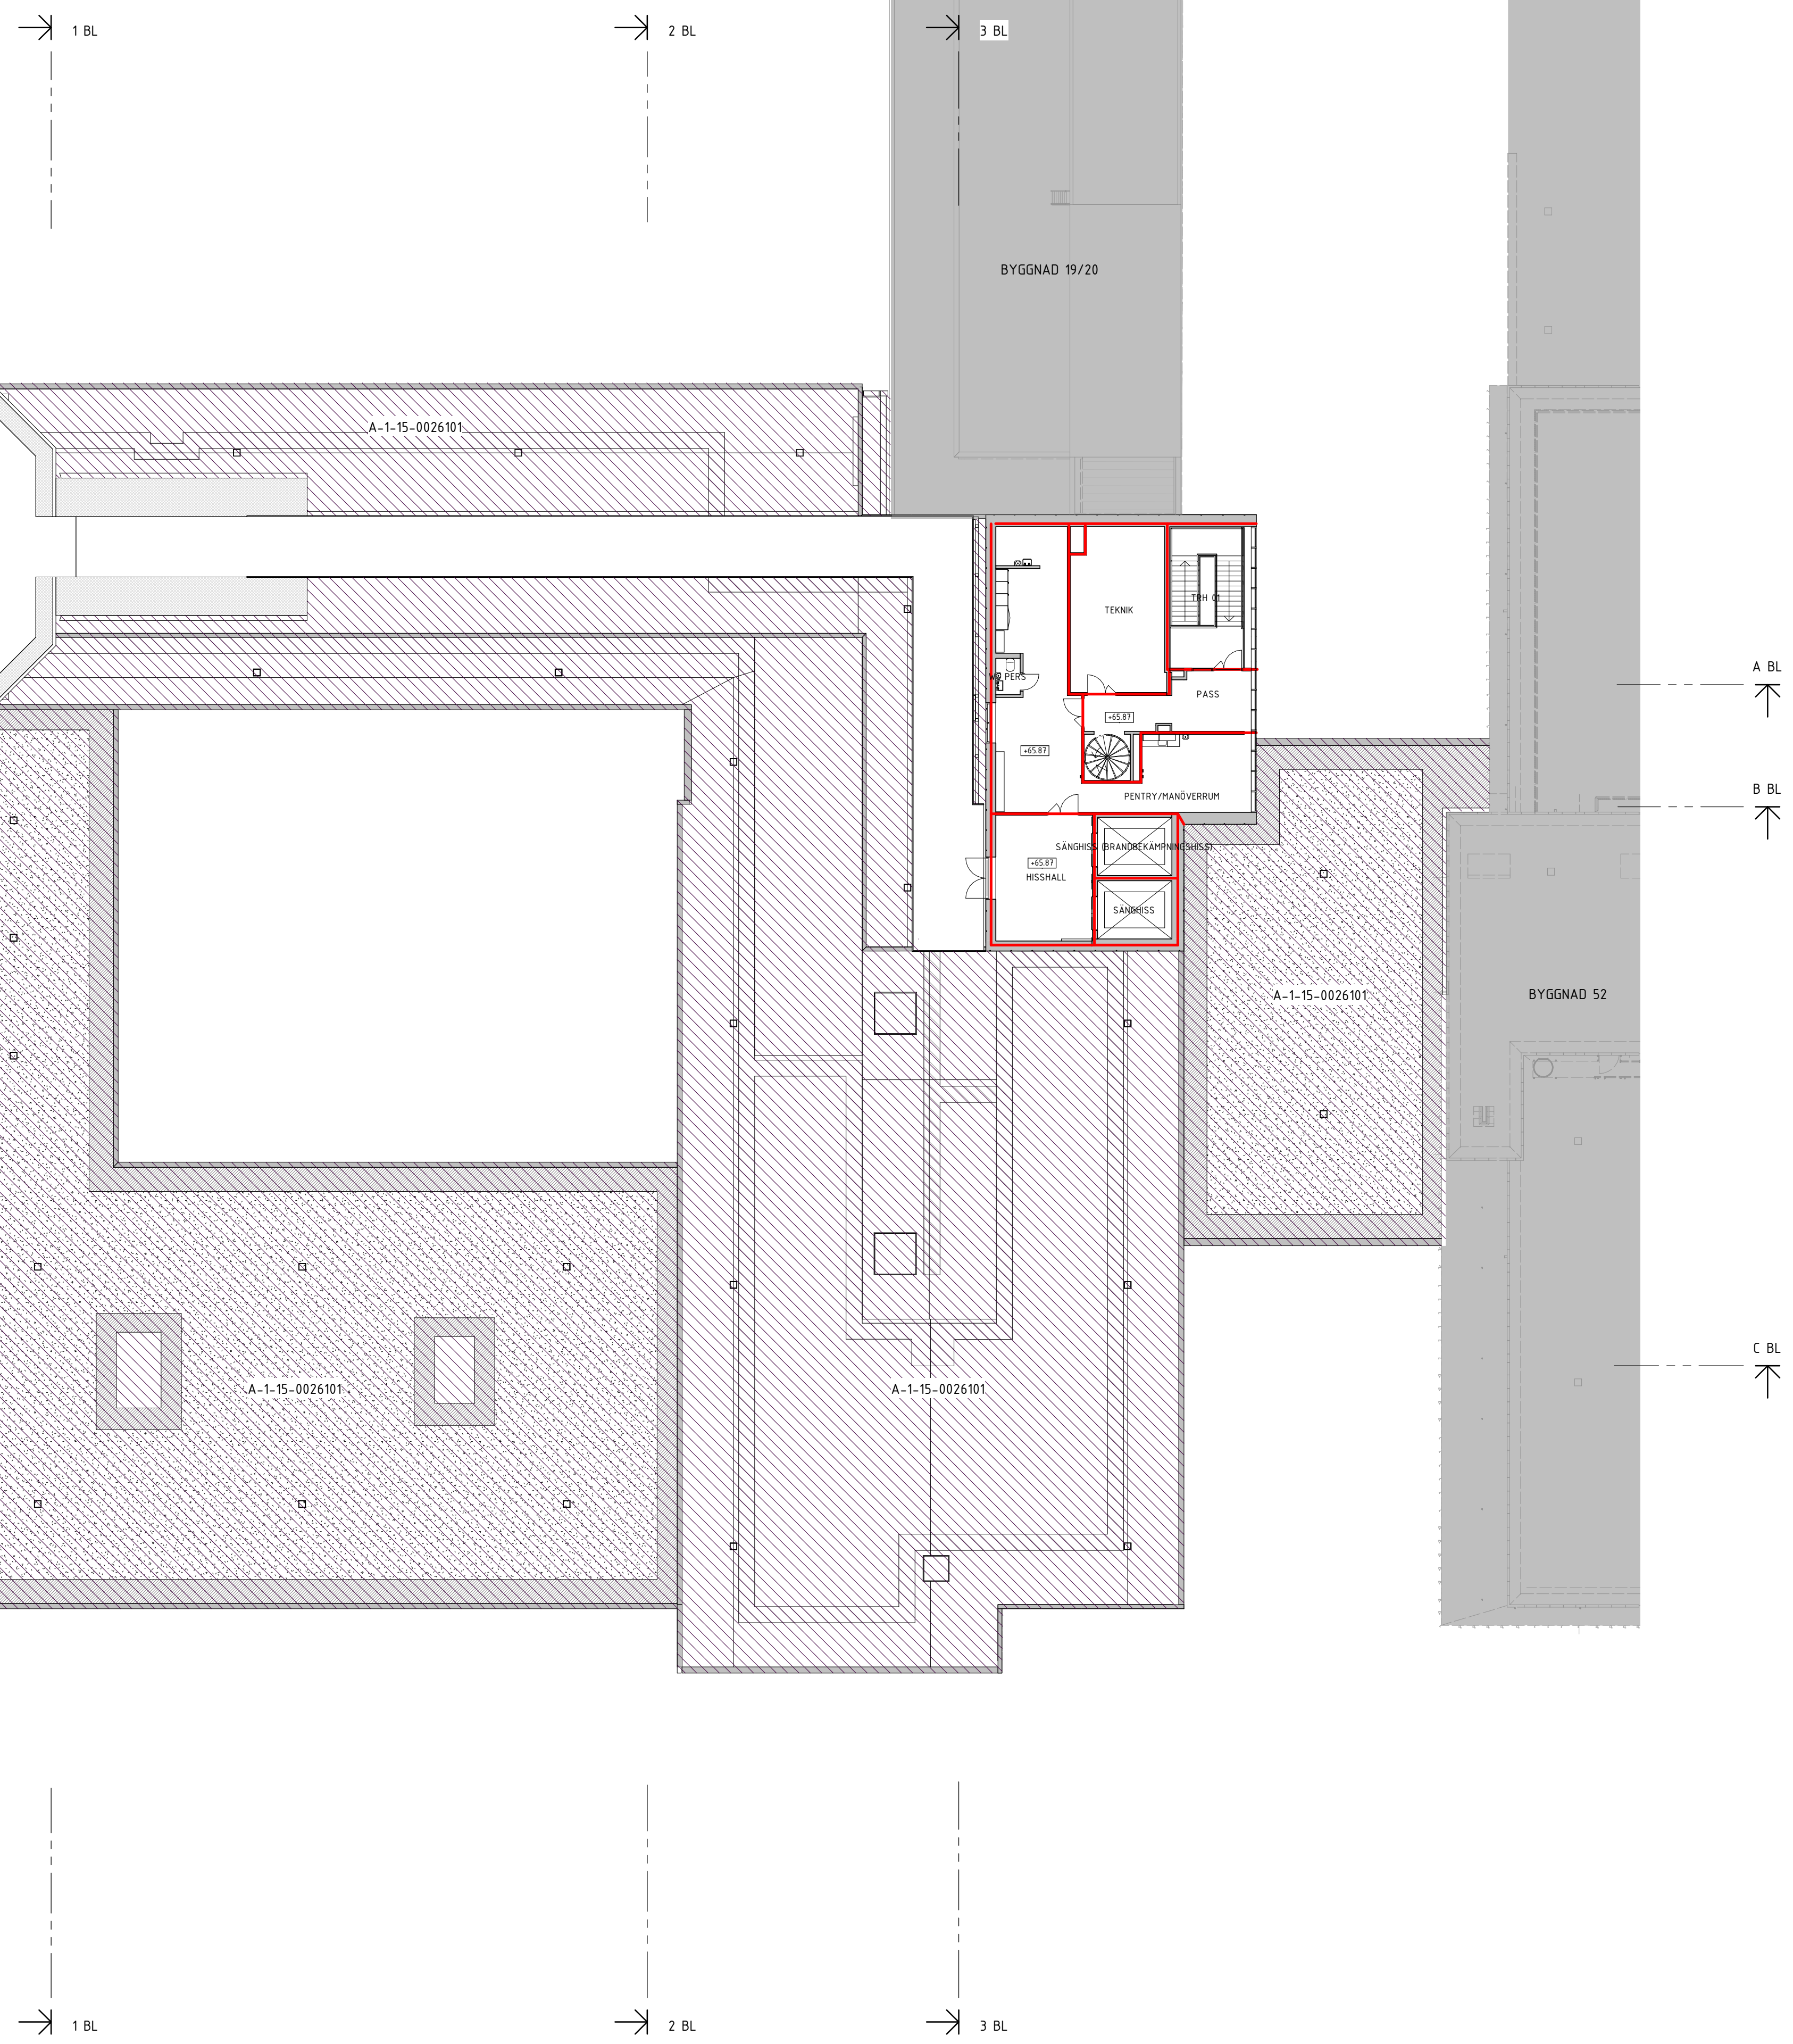 1 BL
2 BL
3 BL
BYGGNAD 19/20
A-1-15-0026101
TEKNIK
TRH 01
A BL
WC PERS
PASS
+65.87
+65.87
PENTRY/MANÖVERRUM
B BL
SÄNGHISS (BRANDBEKÄMPNINGSHISS)
+65.87
HISSHALL
SÄNGHISS
A-1-15-0026101
BYGGNAD 52
C BL
A-1-15-0026101
A-1-15-0026101
1 BL
2 BL
3 BL